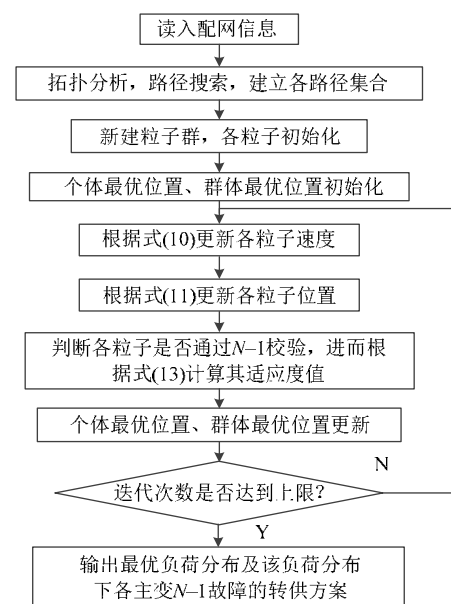 读入配网信息
拓扑分析，路径搜索，建立各路径集合
新建粒子群，各粒子初始化
个体最优位置、群体最优位置初始化
根据式(10)更新各粒子速度
根据式(11)更新各粒子位置
判断各粒子是否通过N–1校验，进而根
据式(13)计算其适应度值
个体最优位置、群体最优位置更新
N
迭代次数是否达到上限？
Y
输出最优负荷分布及该负荷分布
下各主变N–1故障的转供方案